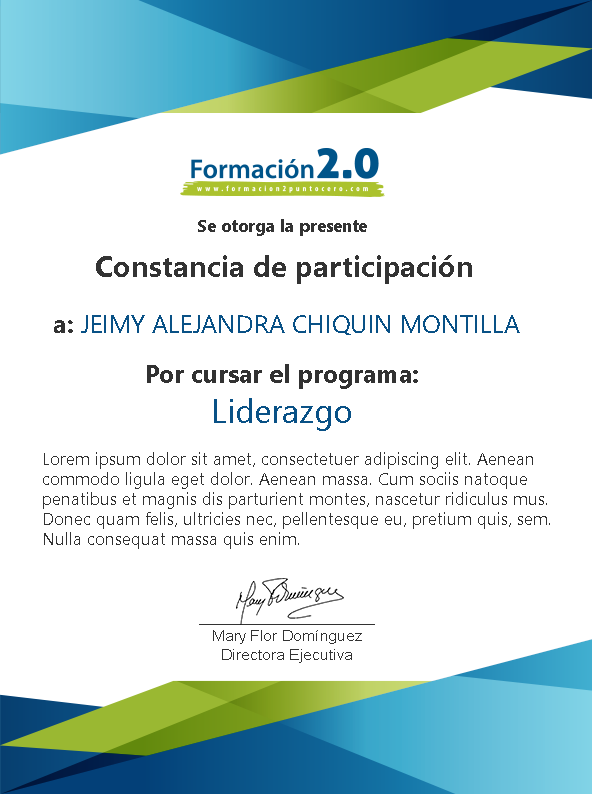 Formación 2.0
www.formacion2puntocero.com
Se otorga la presente
Constancia de participación
a: JEIMY ALEJANDRA CHIQUIN MONTILLA
Por cursar el programa:
Liderazgo
Lorem ipsum dolor sit amet, consectetuer adipiscing elit. Aenean
commodo ligula eget dolor. Aenean massa. Cum sociis natoque
penatibus et magnis dis parturient montes, nascetur ridiculus mus.
Donec quam felis, ultricies nec, pellentesque eu, pretium quis, sem.
Nulla consequat massa quis enim.
Mary Domínguez
Mary Flor Domínguez
Directora Ejecutiva